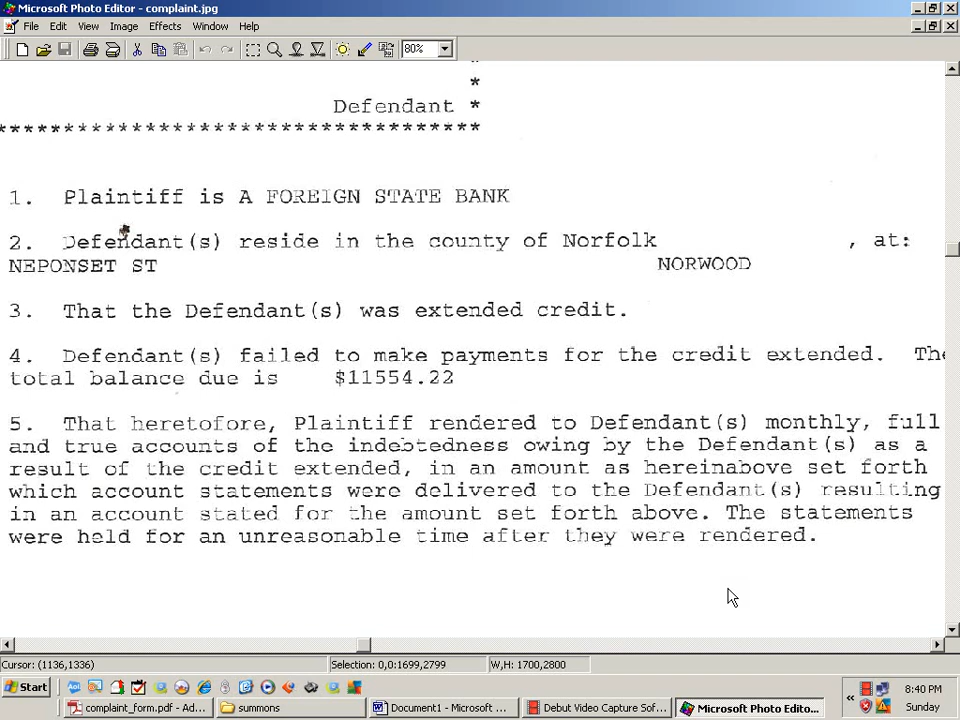 Microsoft Photo Editor - complaint.jpg
File Edit View Image Effects Window Help
80%
*
*
Defendant *
************************************
1. Plaintiff is A FOREIGN STATE BANK
2. Defendant(s) reside in the county of Norfolk , at:
NEPONSET ST NORWOOD
3. That the Defendant(s) was extended credit.
4. Defendant(s) failed to make payments for the credit extended. The
total balance due is $11554.22
5. That heretofore, Plaintiff rendered to Defendant(s) monthly, full
and true accounts of the indebtedness owing by the Defendant(s) as a
result of the credit extended, in an amount as hereinabove set forth
which account statements were delivered to the Defendant(s) resulting
in an account stated for the amount set forth above. The statements
were held for an unreasonable time after they were rendered.
Cursor: (1136,1336) Selection: 0,0:1699,2799 W,H: 1700,2800
Start 8:40 PM
complaint_form.pdf - Ad... summons Document1 - Microsoft ... Debut Video Capture Sof... Microsoft Photo Edito... « Sunday